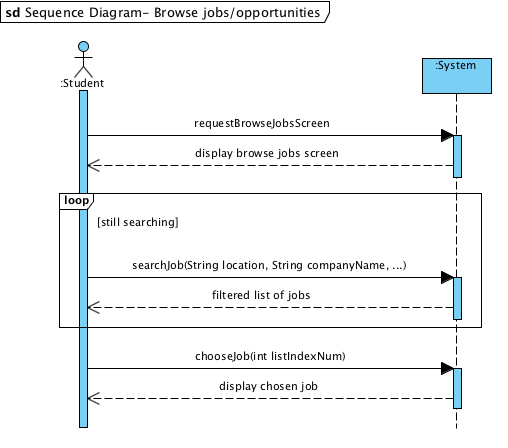 sd Sequence Diagram- Browse jobs/opportunities
:Student
:System
requestBrowseJobsScreen
display browse jobs screen
loop
[still searching]
searchJob(String location, String companyName, ...)
filtered list of jobs
chooseJob(int listIndexNum)
display chosen job